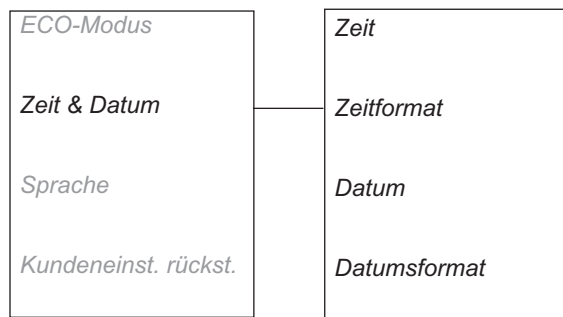 ECO-Modus
Zeit & Datum
Sprache
Kundeneinst. rückst.
Zeit
Zeitformat
Datum
Datumsformat